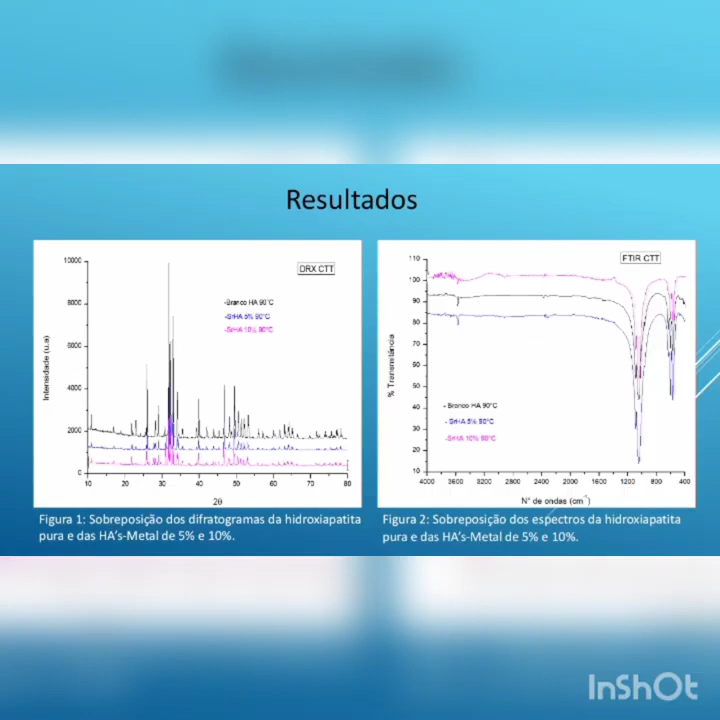 Resultados
DRX CTT
-Branco HA 90°C
-SrHA 5% 90°C
-SrHA 10% 90°C
Intensidade (u.a)
10000
8000
6000
4000
2000
0
10 20 30 40 50 60 70 80
2θ
Figura 1: Sobreposição dos difratogramas da hidroxiapatita
pura e das HA’s-Metal de 5% e 10%.
FTIR CTT
% Transmitância
110
100
90
80
70
60
50
40
30
20
10
- Branco HA 90°C
- SrHA 5% 90°C
-SrHA 10% 90°C
4000 3600 3200 2800 2400 2000 1600 1200 800 400
N° de ondas (cm⁻¹)
Figura 2: Sobreposição dos espectros da hidroxiapatita
pura e das HA’s-Metal de 5% e 10%.
InShOt